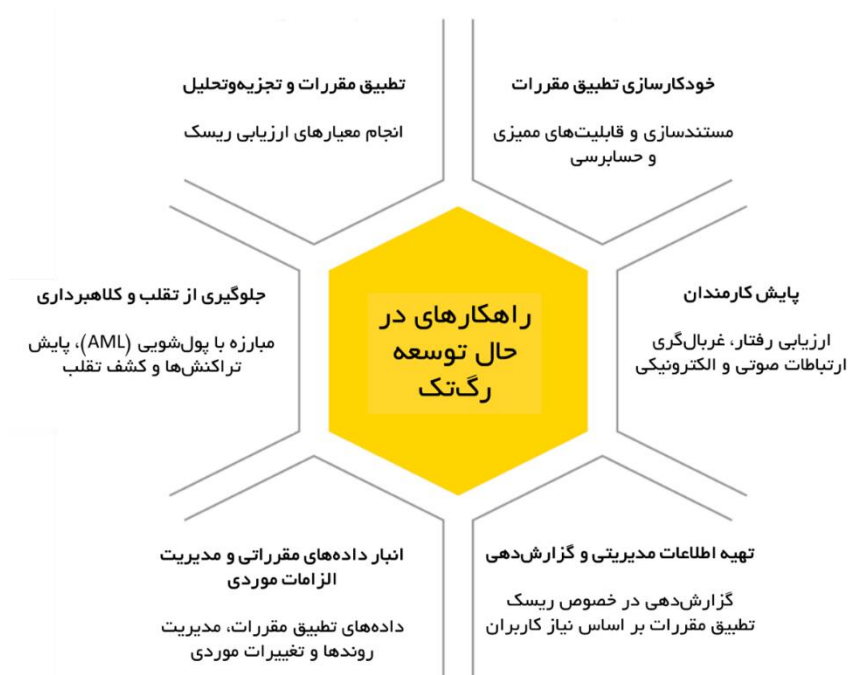 خودکارسازی تطبیق مقررات
مستندسازی و قابلیت‌های ممیزی
و حسابرسی
تطبیق مقررات و تجزیه‌وتحلیل
انجام معیارهای ارزیابی ریسک
پایش کارمندان
ارزیابی رفتار، غربال‌گری
ارتباطات صوتی و الکترونیکی
راهکارهای در
حال توسعه
رگ‌تک
جلوگیری از تقلب و کلاهبرداری
مبارزه با پول‌شویی (AML)، پایش
تراکنش‌ها و کشف تقلب
تهیه اطلاعات مدیریتی و گزارش‌دهی
گزارش‌دهی در خصوص ریسک
تطبیق مقررات بر اساس نیاز کاربران
انبار داده‌های مقرراتی و مدیریت
الزامات موردی
داده‌های تطبیق مقررات، مدیریت
روندها و تغییرات موردی